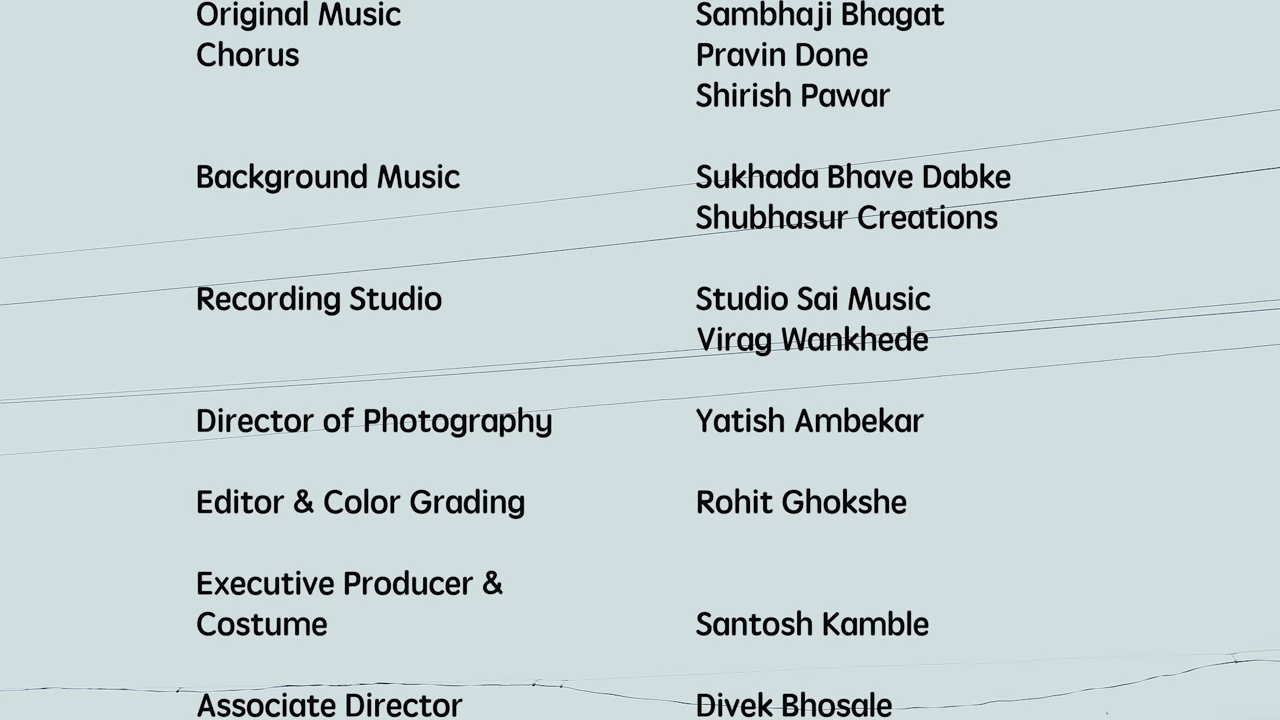 Original Music Sambhaji Bhagat
Chorus Pravin Done
Shirish Pawar
Background Music Sukhada Bhave Dabke
Shubhasur Creations
Recording Studio Studio Sai Music
Virag Wankhede
Director of Photography Yatish Ambekar
Editor & Color Grading Rohit Ghokshe
Executive Producer &
Costume Santosh Kamble
Associate Director Divek Bhosale